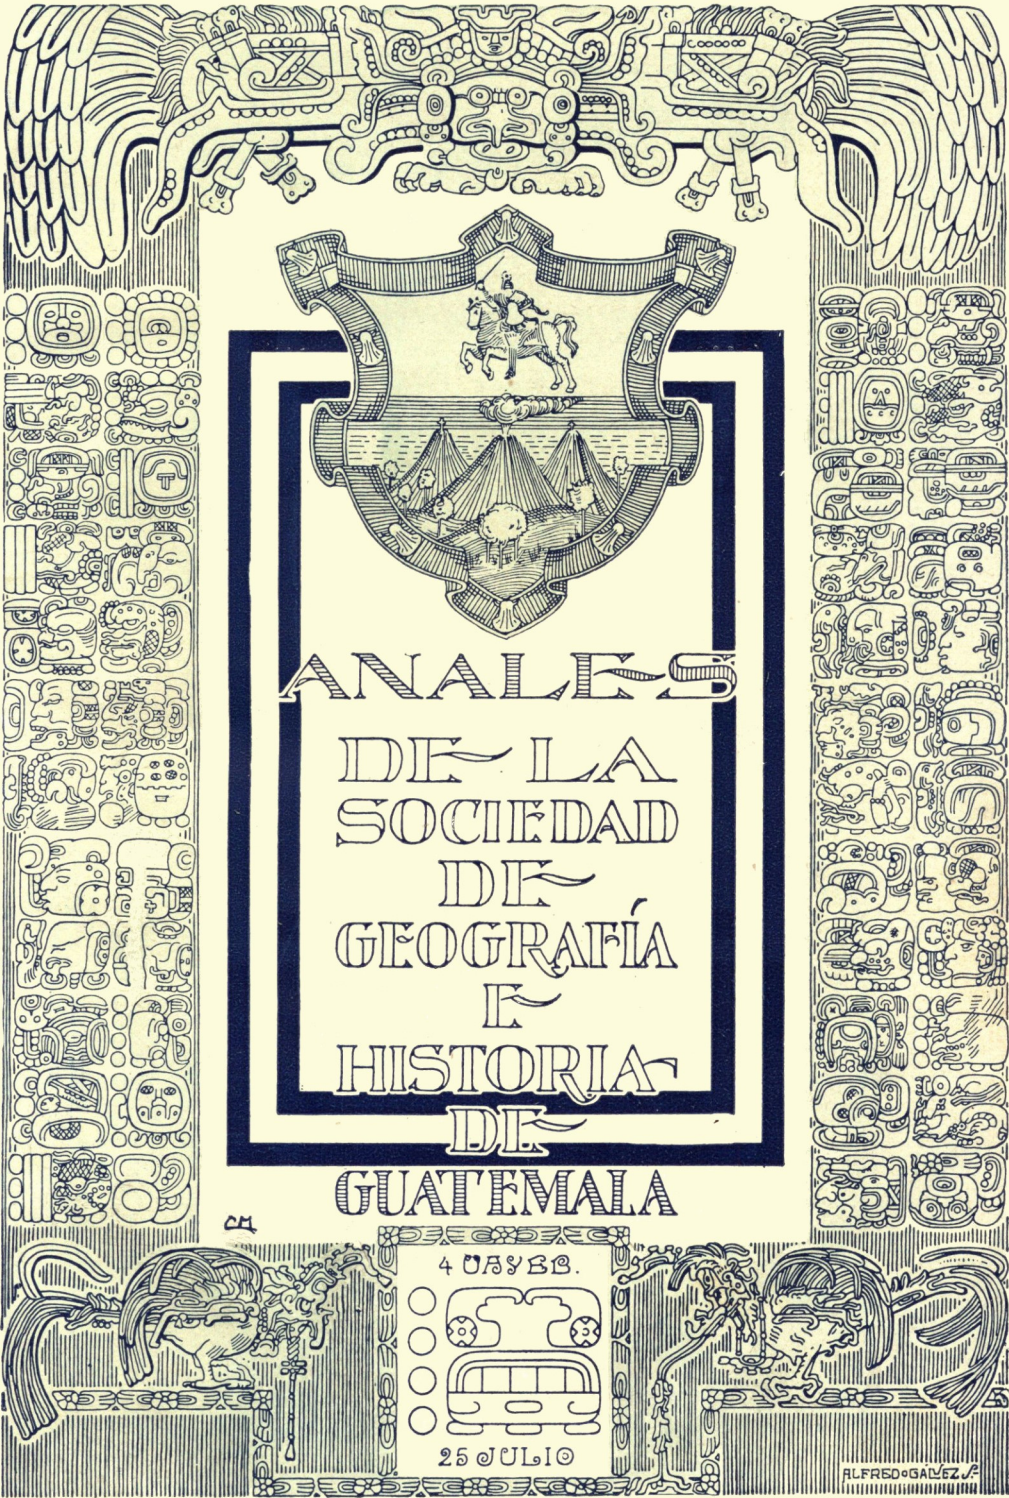 ANALES
DE LA
SOCIEDAD
DE
GEOGRAFÍA
E
HISTORIA
DE
GUATEMALA
CM
4 UAYEB.
25 JULIO
ALFREDO GÁLVEZ S.